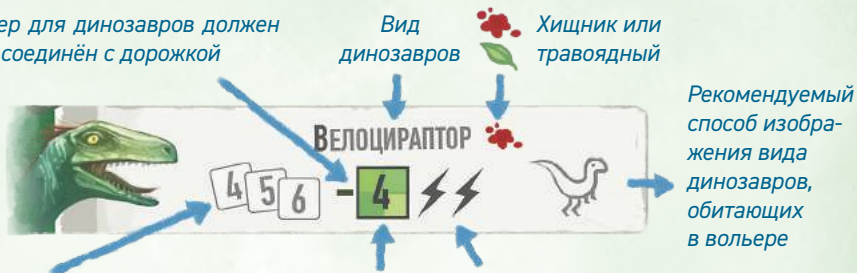 ер для динозавров должен
соединён с дорожкой
Вид
динозавров
Хищник или
травоядный
Рекомендуемый
способ изобра-
жения вида
динозавров,
обитающих
в вольере
Велоцираптор
4 5 6 - 4